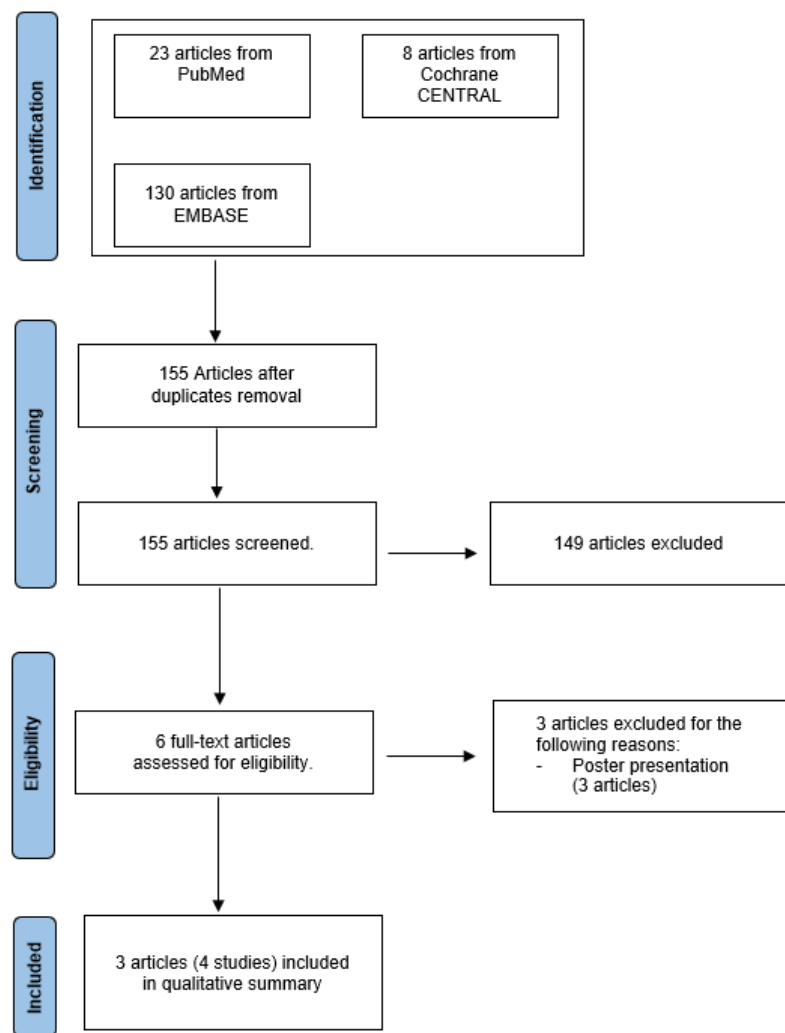 Identification
23 articles from
PubMed
8 articles from
Cochrane
CENTRAL
130 articles from
EMBASE
Screening
155 Articles after
duplicates removal
155 articles screened.
149 articles excluded
Eligibility
6 full-text articles
assessed for eligibility.
3 articles excluded for the
following reasons:
- Poster presentation
(3 articles)
Included
3 articles (4 studies) included
in qualitative summary